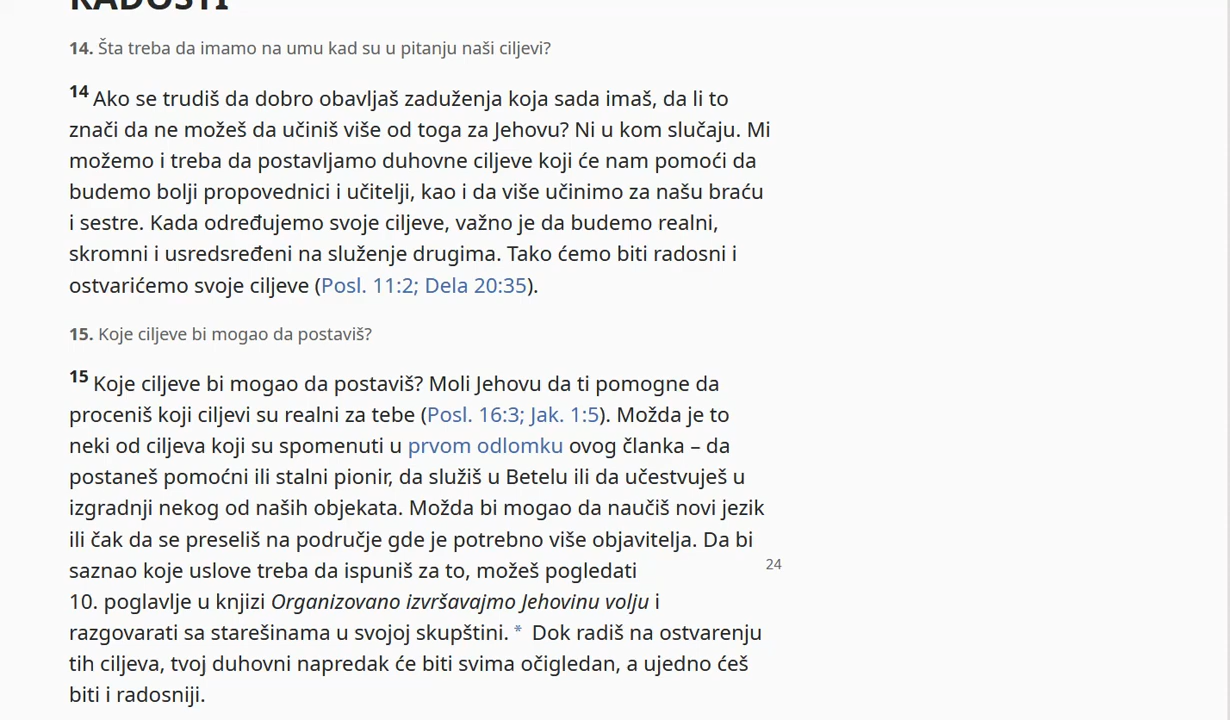 RADOSTI
14. Šta treba da imamo na umu kad su u pitanju naši ciljevi?
14 Ako se trudiš da dobro obavljaš zaduženja koja sada imaš, da li to
znači da ne možeš da učiniš više od toga za Jehovu? Ni u kom slučaju. Mi
možemo i treba da postavljamo duhovne ciljeve koji će nam pomoći da
budemo bolji propovednici i učitelji, kao i da više učinimo za našu braću
i sestre. Kada određujemo svoje ciljeve, važno je da budemo realni,
skromni i usredsređeni na služenje drugima. Tako ćemo biti radosni i
ostvarićemo svoje ciljeve (Posl. 11:2; Dela 20:35).
15. Koje ciljeve bi mogao da postaviš?
15 Koje ciljeve bi mogao da postaviš? Moli Jehovu da ti pomogne da
proceniš koji ciljevi su realni za tebe (Posl. 16:3; Jak. 1:5). Možda je to
neki od ciljeva koji su spomenuti u prvom odlomku ovog članka – da
postaneš pomoćni ili stalni pionir, da služiš u Betelu ili da učestvuješ u
izgradnji nekog od naših objekata. Možda bi mogao da naučiš novi jezik
ili čak da se preseliš na područje gde je potrebno više objavitelja. Da bi
saznao koje uslove treba da ispuniš za to, možeš pogledati
24
10. poglavlje u knjizi Organizovano izvršavajmo Jehovinu volju i
razgovarati sa starešinama u svojoj skupštini. * Dok radiš na ostvarenju
tih ciljeva, tvoj duhovni napredak će biti svima očigledan, a ujedno ćeš
biti i radosniji.